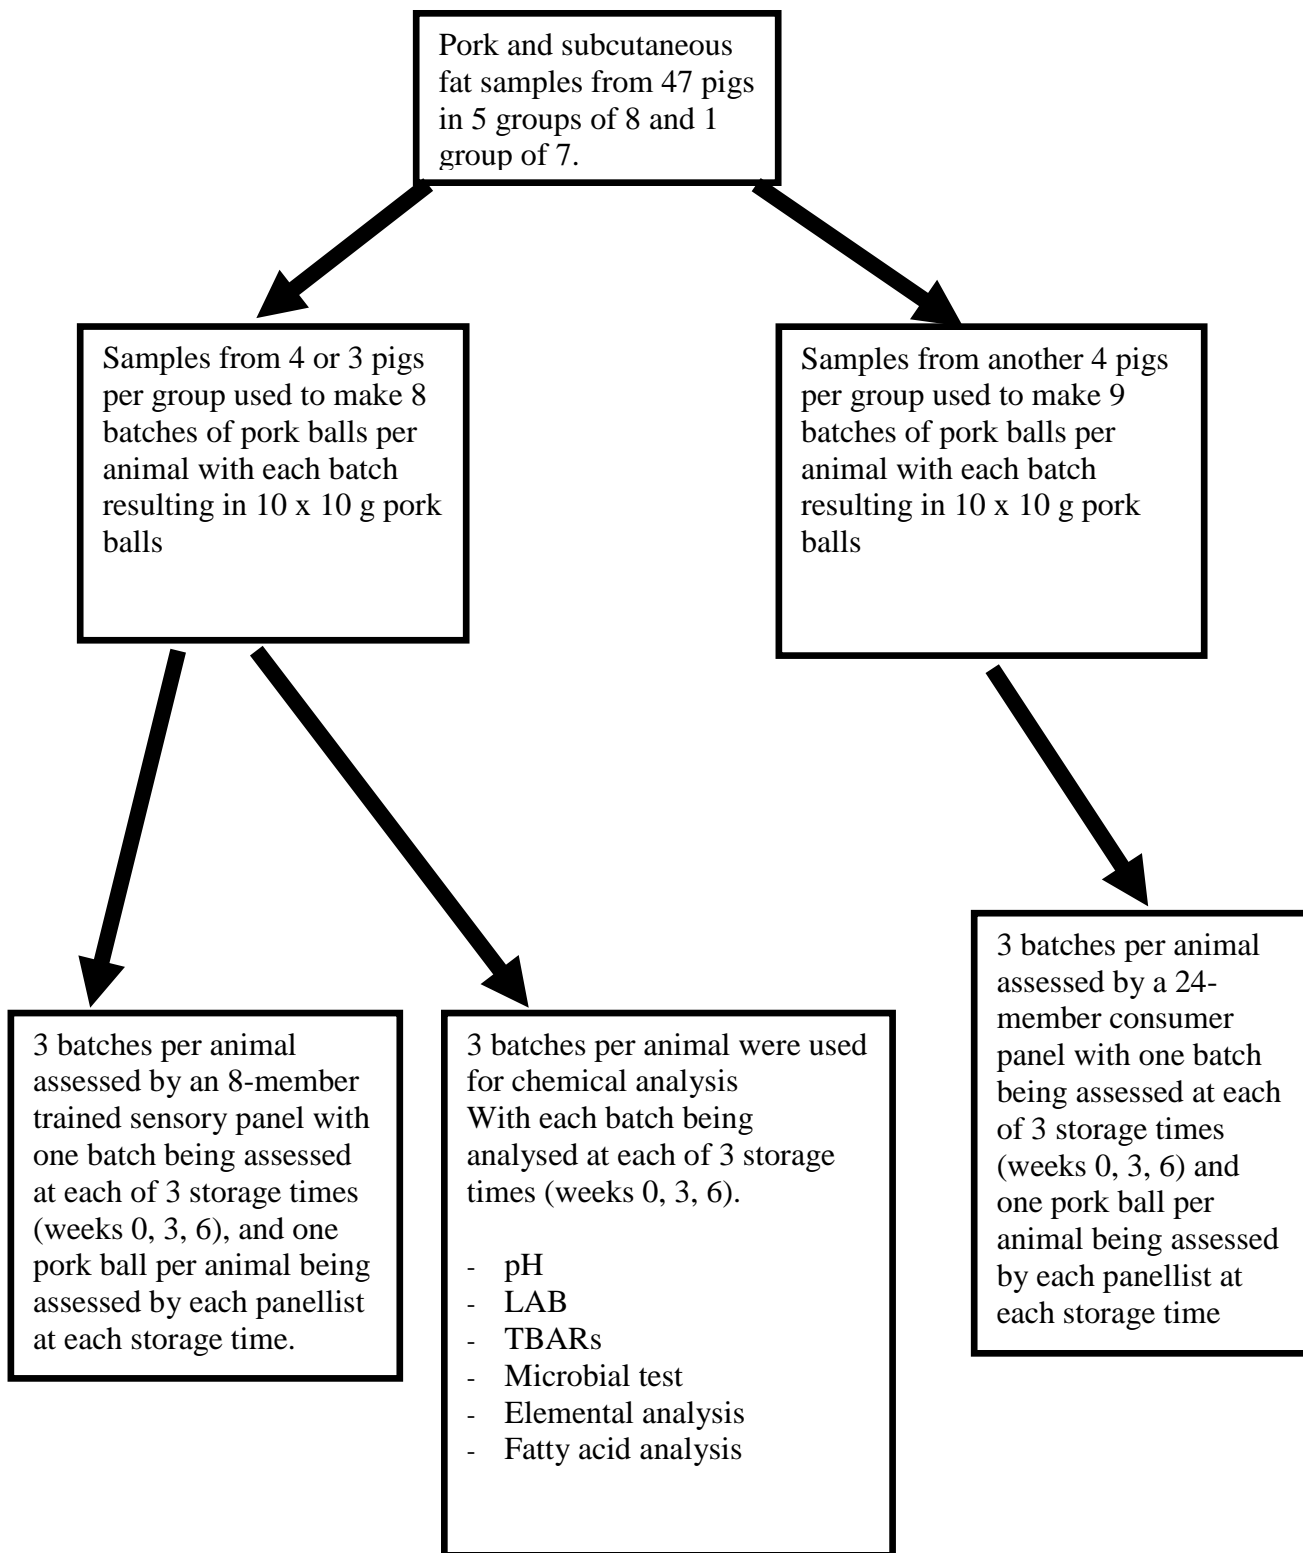 Pork and subcutaneous
fat samples from 47 pigs
in 5 groups of 8 and 1
group of 7.
Samples from 4 or 3 pigs
per group used to make 8
batches of pork balls per
animal with each batch
resulting in 10 x 10 g pork
balls
Samples from another 4 pigs
per group used to make 9
batches of pork balls per
animal with each batch
resulting in 10 x 10 g pork
balls
3 batches per animal
assessed by an 8-member
trained sensory panel with
one batch being assessed
at each of 3 storage times
(weeks 0, 3, 6), and one
pork ball per animal being
assessed by each panellist
at each storage time.
3 batches per animal were used
for chemical analysis
With each batch being
analysed at each of 3 storage
times (weeks 0, 3, 6).
- pH
- LAB
- TBARs
- Microbial test
- Elemental analysis
- Fatty acid analysis
3 batches per animal
assessed by a 24-
member consumer
panel with one batch
being assessed at each
of 3 storage times
(weeks 0, 3, 6) and
one pork ball per
animal being assessed
by each panellist at
each storage time